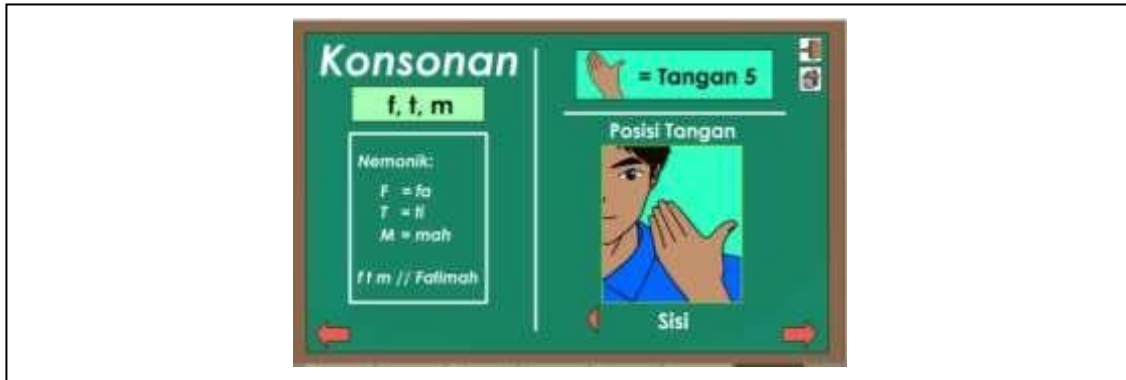 Konsonan
f, t, m
Nemonik:
F = fa
T = ti
M = mah
f t m // Fatimah
= Tangan 5
Posisi Tangan
Sisi